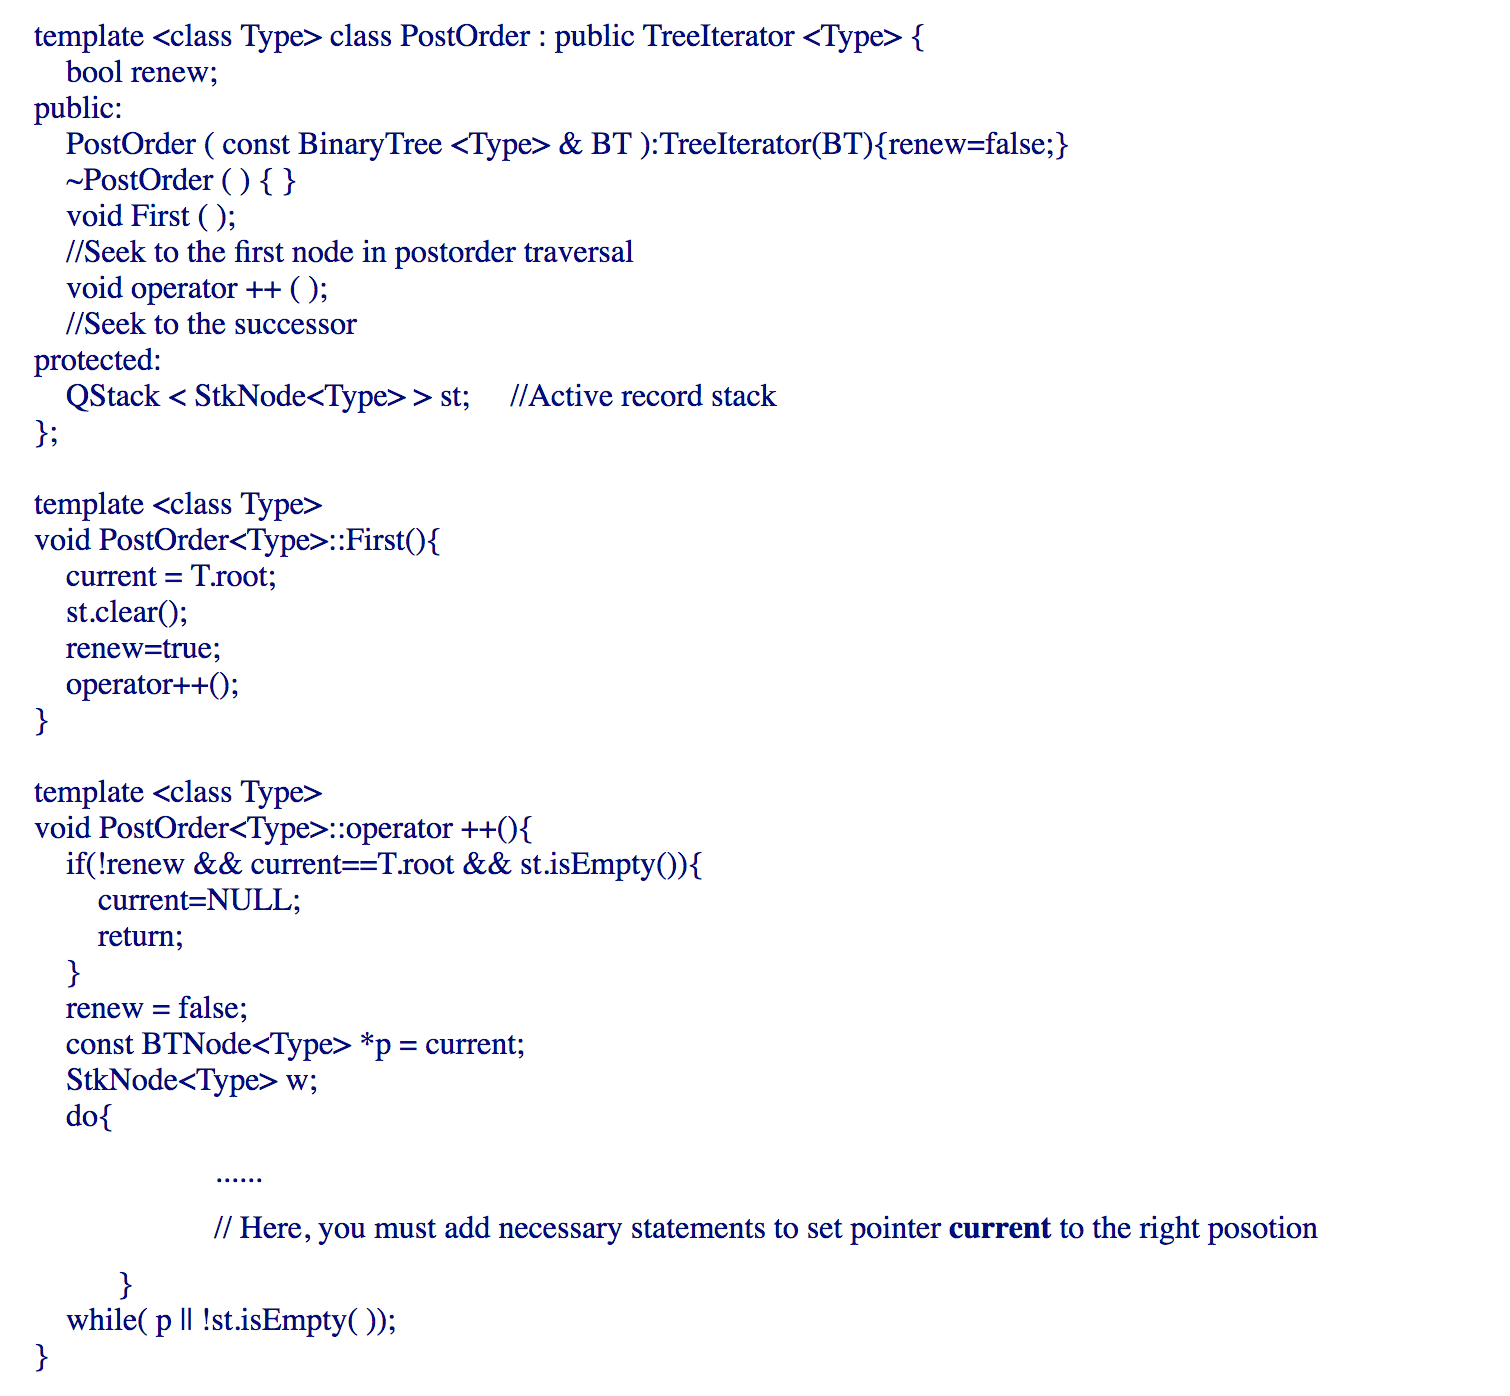 template <class Type> class PostOrder : public TreeIterator <Type> {
bool renew;
public:
PostOrder ( const BinaryTree <Type> & BT ):TreeIterator(BT){renew=false;}
~PostOrder ( ) { }
void First ( );
//Seek to the first node in postorder traversal
void operator ++ ( );
//Seek to the successor
protected:
QStack < StkNode<Type> > st; //Active record stack
};
template <class Type>
void PostOrder<Type>::First(){
current = T.root;
st.clear();
renew=true;
operator++();
}
template <class Type>
void PostOrder<Type>::operator ++(){
if(!renew && current==T.root && st.isEmpty()){
current=NULL;
return;
}
renew = false;
const BTNode<Type> *p = current;
StkNode<Type> w;
do{
......
// Here, you must add necessary statements to set pointer current to the right posotion
}
while( p || !st.isEmpty( ));
}